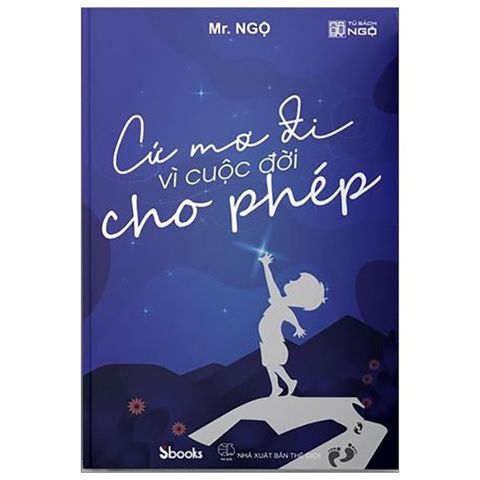 Mr. NGỘ
TỦ SÁCH
NGỘ
Cứ mơ đi
vì cuộc đời
cho phép
Sbooks
NHÀ XUẤT BẢN THẾ GIỚI